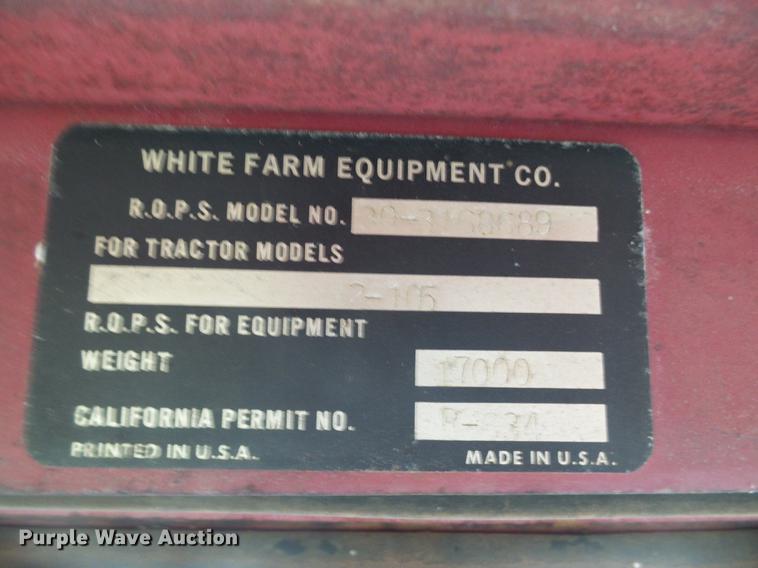 WHITE FARM EQUIPMENT CO.
R.O.P.S. MODEL NO.
FOR TRACTOR MODELS
2-105
R.O.P.S. FOR EQUIPMENT
WEIGHT 17000
CALIFORNIA PERMIT NO.
PRINTED IN U.S.A. MADE IN U.S.A.
Purple Wave Auction